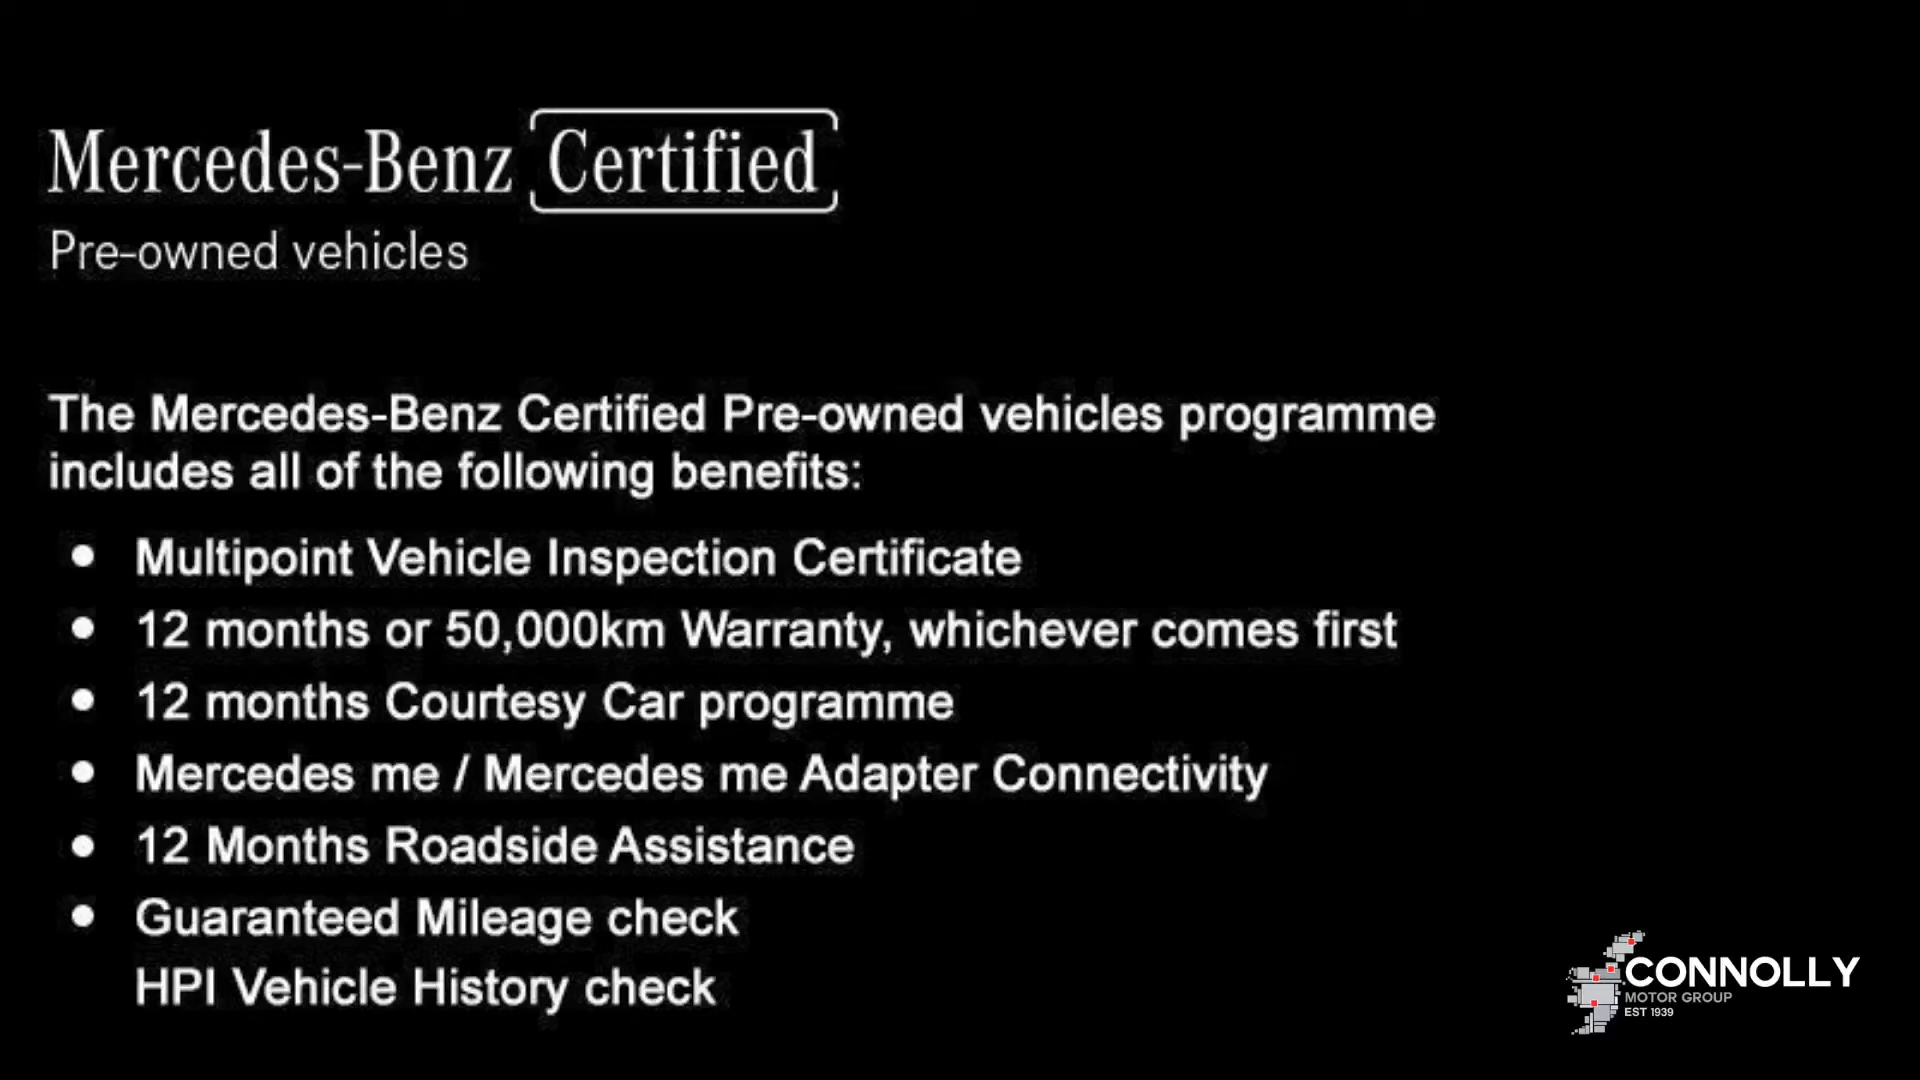 Mercedes-Benz Certified
Pre-owned vehicles
The Mercedes-Benz Certified Pre-owned vehicles programme
includes all of the following benefits:
• Multipoint Vehicle Inspection Certificate
• 12 months or 50,000km Warranty, whichever comes first
• 12 months Courtesy Car programme
• Mercedes me / Mercedes me Adapter Connectivity
• 12 Months Roadside Assistance
• Guaranteed Mileage check
HPI Vehicle History check
CONNOLLY
MOTOR GROUP
EST 1939